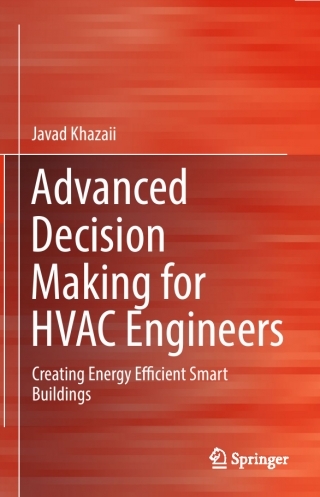 Javad Khazaii
Advanced
Decision
Making for
HVAC Engineers
Creating Energy Efficient Smart
Buildings
Springer